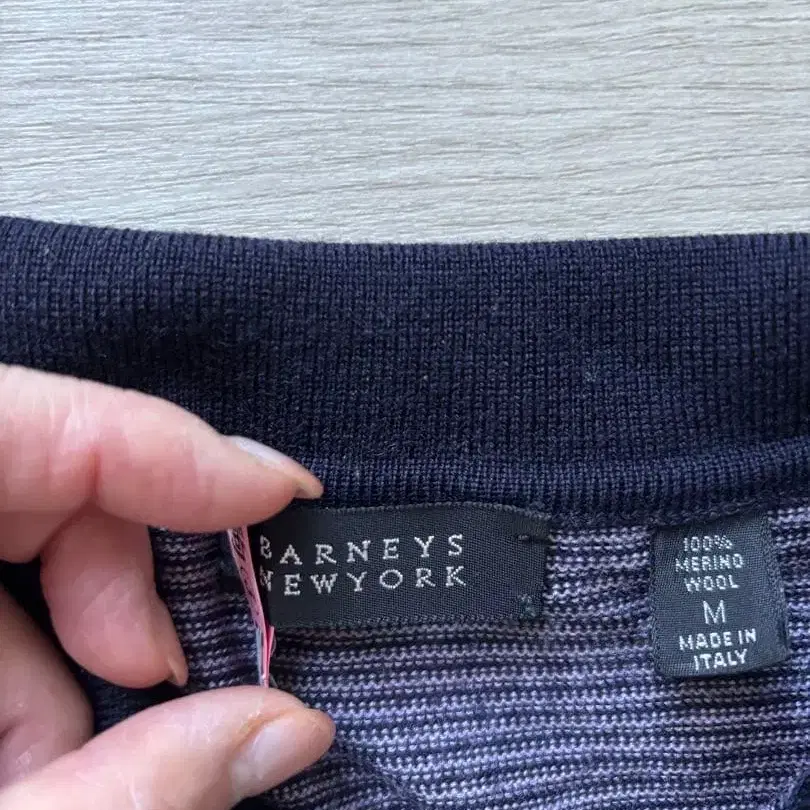 BARNEYS
NEWYORK
100%
MERINO
WOOL
M
MADE IN
ITALY